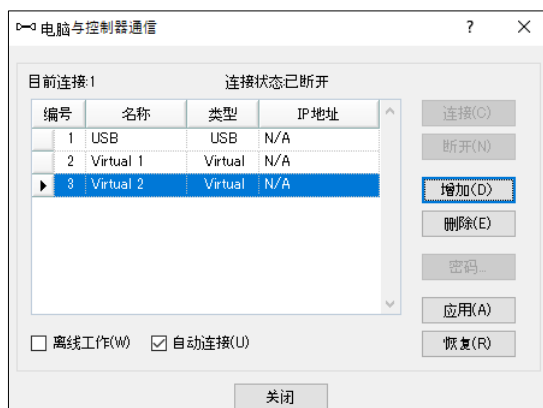 电脑与控制器通信
目前连接:1 连接状态:已断开
编号 名称 类型 IP地址
1 USB USB N/A
2 Virtual 1 Virtual N/A
3 Virtual 2 Virtual N/A
连接(C)
断开(N)
增加(D)
删除(E)
密码...
应用(A)
恢复(R)
离线工作(W) 自动连接(U)
关闭